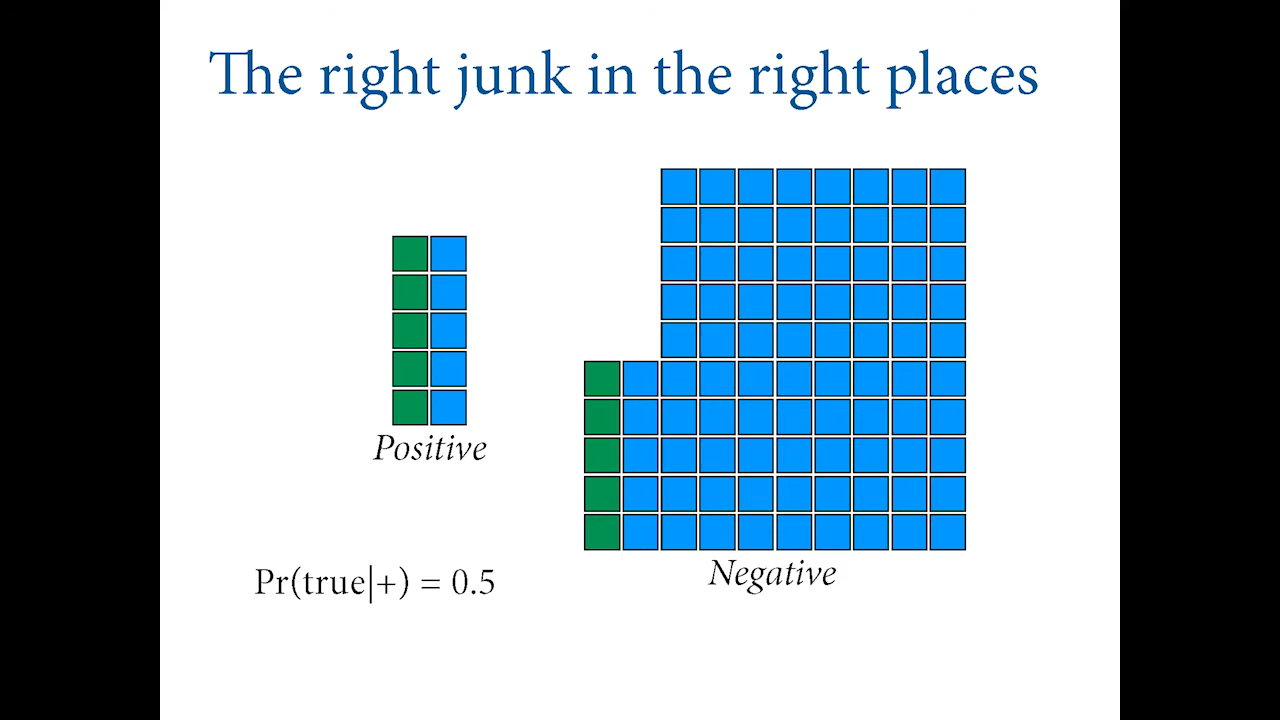 The right junk in the right places
Positive
Negative
Pr(true|+) = 0.5